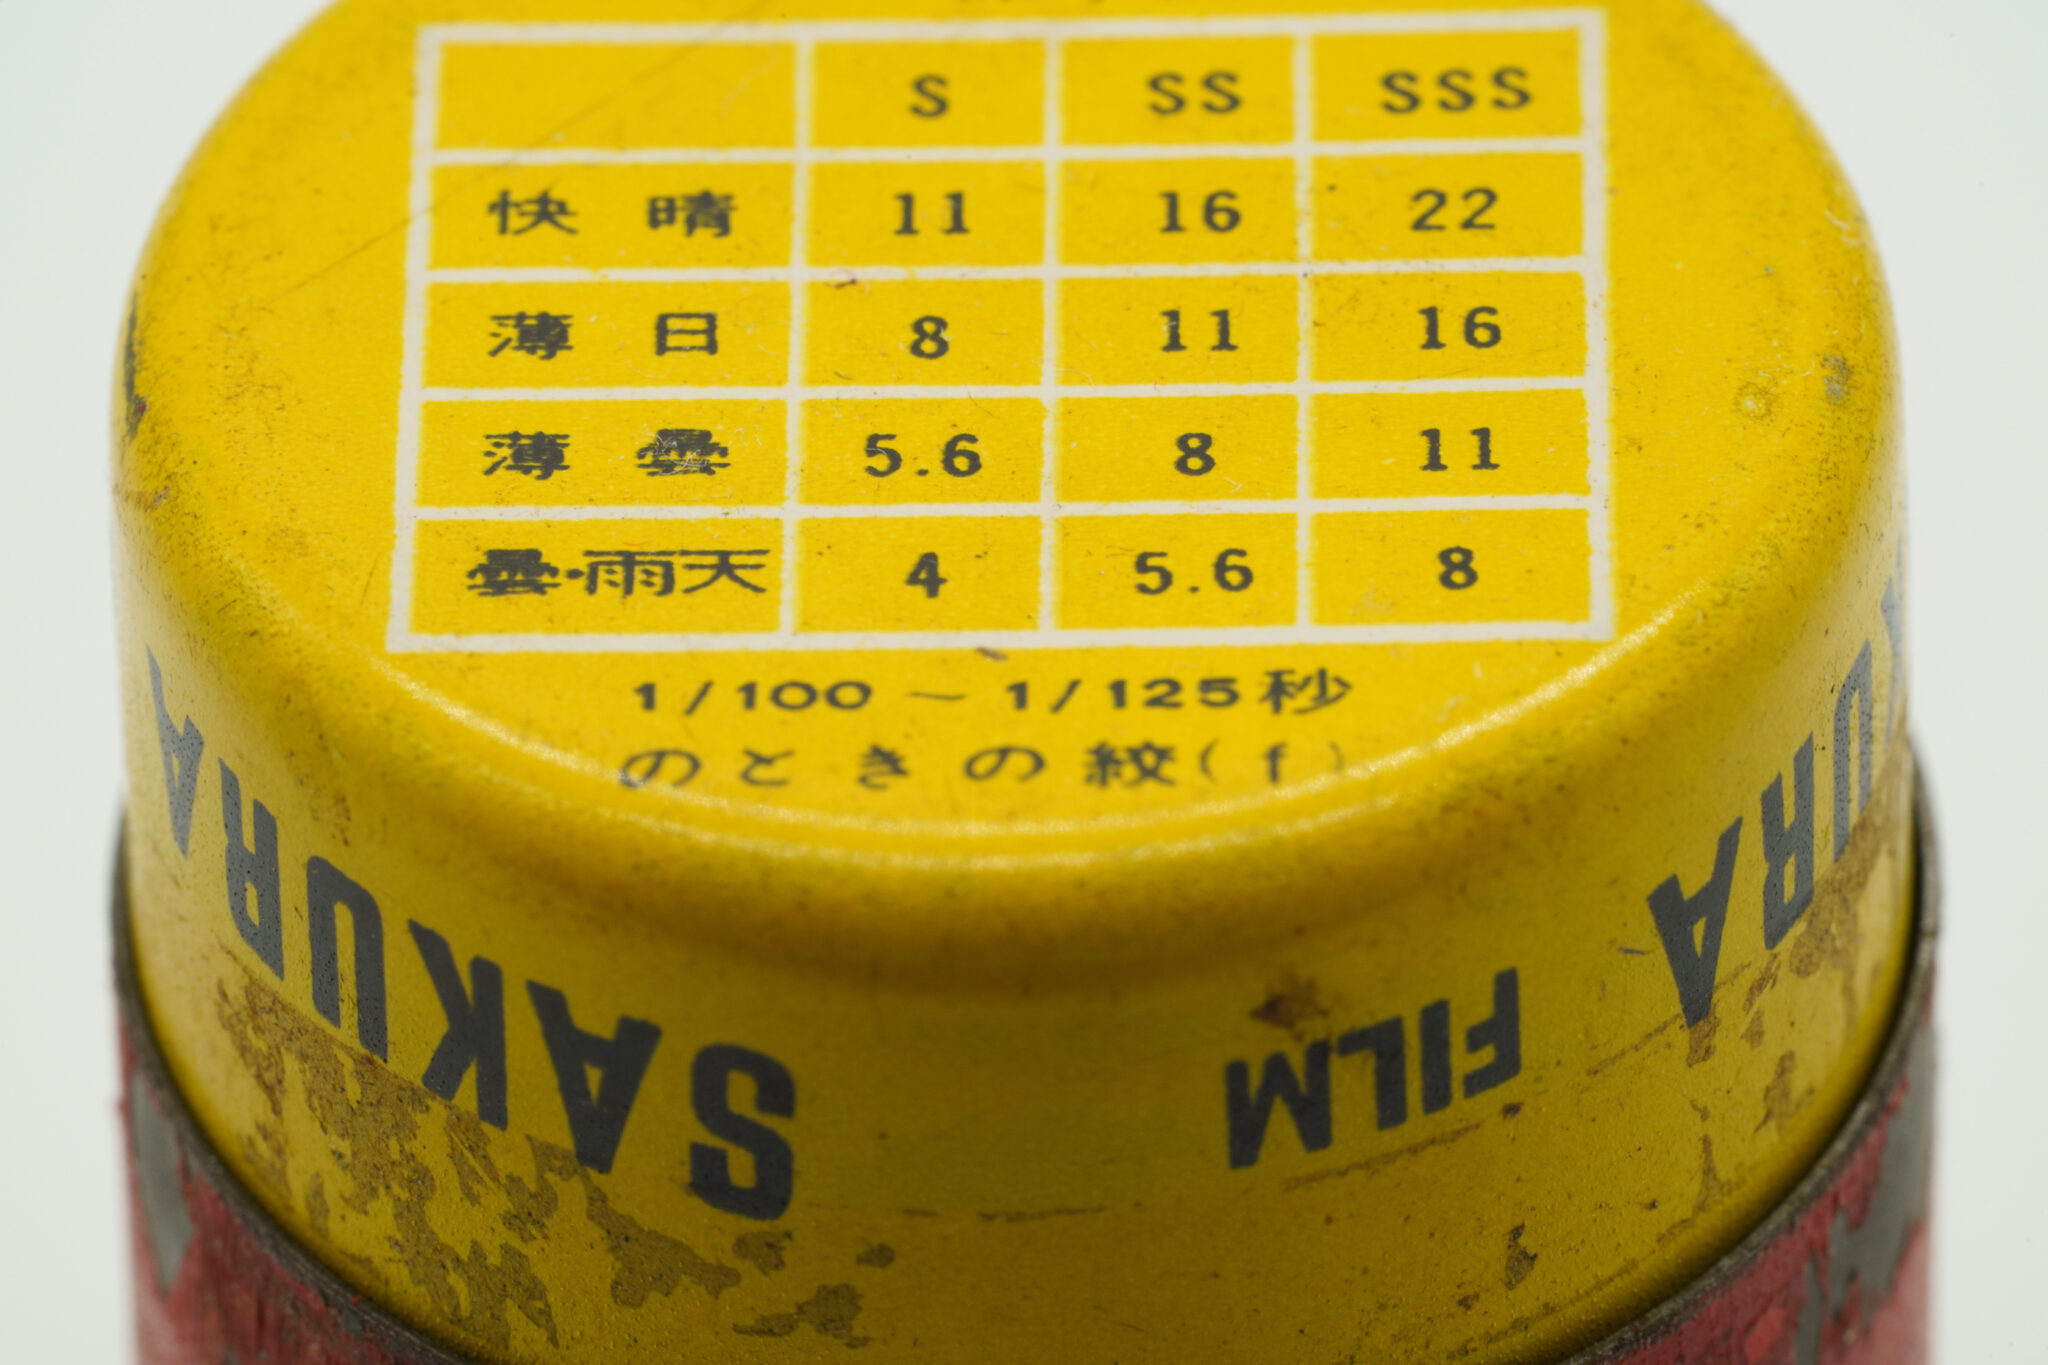 S SS SSS
快晴 11 16 22
薄日 8 11 16
薄曇 5.6 8 11
曇・雨天 4 5.6 8
1/100～1/125秒
のときの絞(f)
SAKURA
FILM
KURA